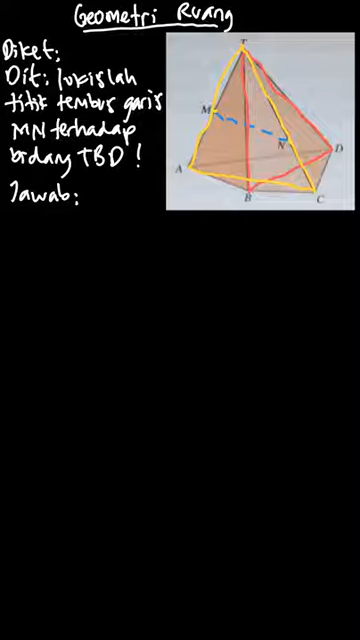 Geometri Ruang
Diket:
Dit: lukislah
titik tembus garis
MN terhadap
bidang TBD !
Jawab:
T
M
N
A
D
B
C